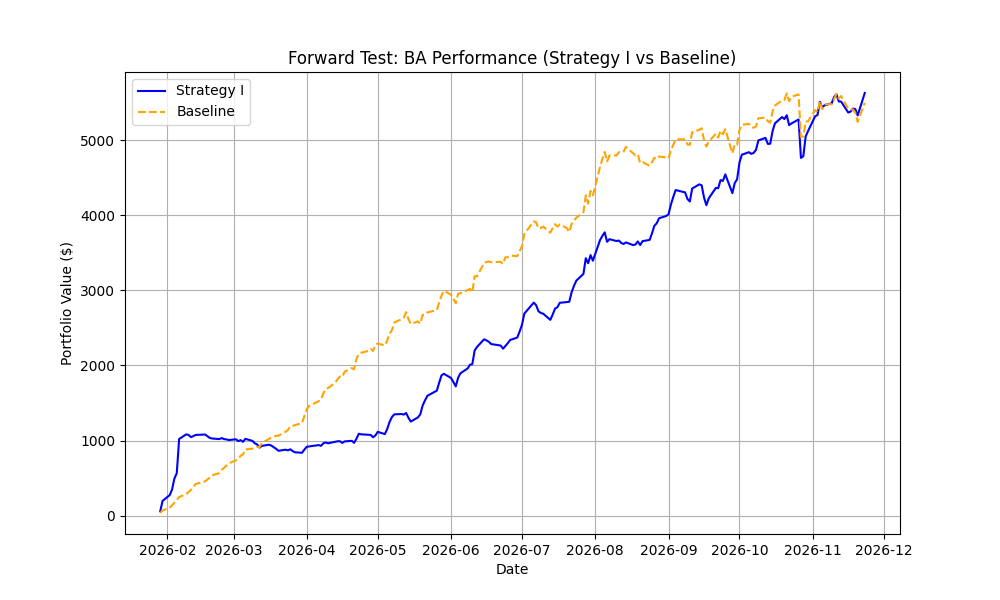 Forward Test: BA Performance (Strategy I vs Baseline)
Strategy I
Baseline
Portfolio Value ($)
5000
4000
3000
2000
1000
0
2026-02 2026-03 2026-04 2026-05 2026-06 2026-07 2026-08 2026-09 2026-10 2026-11 2026-12
Date